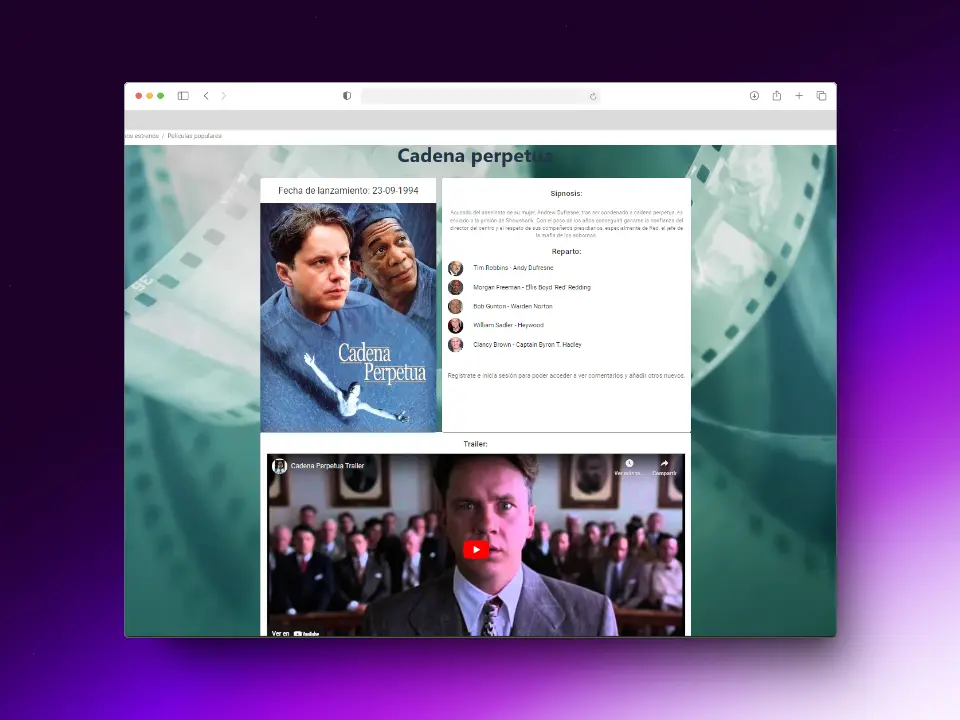 estrenos / Películas populares
Cadena perpetua
Fecha de lanzamiento: 23-09-1994
Cadena
Perpetua
Sipnosis:
Acusado del asesinato de su mujer, Andrew Dufresne, tras ser condenado a cadena perpetua, es
enviado a la prisión de Shawshank. Con el paso de los años conseguirá ganarse la confianza del
director del centro y el respeto de sus compañeros presidiarios, especialmente de Red, el jefe de
la mafia de los sobornos.
Reparto:
Tim Robbins - Andy Dufresne
Morgan Freeman - Ellis Boyd 'Red' Redding
Bob Gunton - Warden Norton
William Sadler - Heywood
Clancy Brown - Captain Byron T. Hadley
Regístrate e inicia sesión para poder acceder a ver comentarios y añadir otros nuevos.
Trailer:
Cadena Perpetua Trailer
Ver más ta...
Compartir
Ver en YouTube